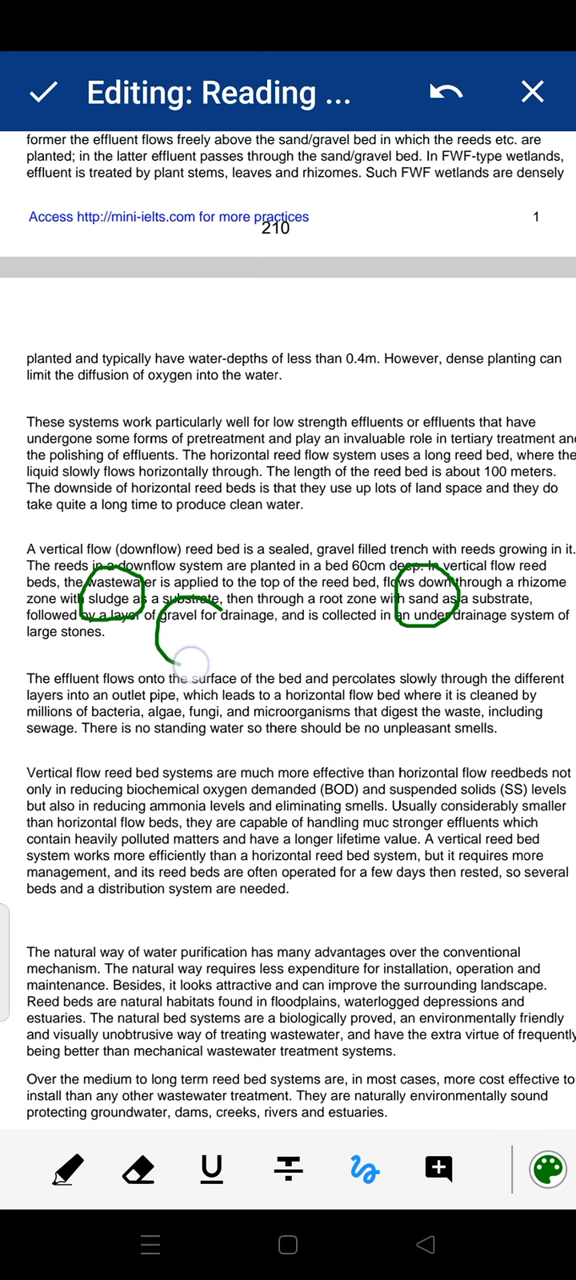 Editing: Reading ...
former the effluent flows freely above the sand/gravel bed in which the reeds etc. are
planted; in the latter effluent passes through the sand/gravel bed. In FWF-type wetlands,
effluent is treated by plant stems, leaves and rhizomes. Such FWF wetlands are densely
Access http://mini-ielts.com for more practices 1
210
planted and typically have water-depths of less than 0.4m. However, dense planting can
limit the diffusion of oxygen into the water.
These systems work particularly well for low strength effluents or effluents that have
undergone some forms of pretreatment and play an invaluable role in tertiary treatment and
the polishing of effluents. The horizontal reed flow system uses a long reed bed, where the
liquid slowly flows horizontally through. The length of the reed bed is about 100 meters.
The downside of horizontal reed beds is that they use up lots of land space and they do
take quite a long time to produce clean water.
A vertical flow (downflow) reed bed is a sealed, gravel filled trench with reeds growing in it.
The reeds in a downflow system are planted in a bed 60cm deep. In vertical flow reed
beds, the wastewater is applied to the top of the reed bed, flows down through a rhizome
zone with sludge as a substrate, then through a root zone with sand as a substrate,
followed by a layer of gravel for drainage, and is collected in an under drainage system of
large stones.
The effluent flows onto the surface of the bed and percolates slowly through the different
layers into an outlet pipe, which leads to a horizontal flow bed where it is cleaned by
millions of bacteria, algae, fungi, and microorganisms that digest the waste, including
sewage. There is no standing water so there should be no unpleasant smells.
Vertical flow reed bed systems are much more effective than horizontal flow reedbeds not
only in reducing biochemical oxygen demanded (BOD) and suspended solids (SS) levels
but also in reducing ammonia levels and eliminating smells. Usually considerably smaller
than horizontal flow beds, they are capable of handling muc stronger effluents which
contain heavily polluted matters and have a longer lifetime value. A vertical reed bed
system works more efficiently than a horizontal reed bed system, but it requires more
management, and its reed beds are often operated for a few days then rested, so several
beds and a distribution system are needed.
The natural way of water purification has many advantages over the conventional
mechanism. The natural way requires less expenditure for installation, operation and
maintenance. Besides, it looks attractive and can improve the surrounding landscape.
Reed beds are natural habitats found in floodplains, waterlogged depressions and
estuaries. The natural bed systems are a biologically proved, an environmentally friendly
and visually unobtrusive way of treating wastewater, and have the extra virtue of frequently
being better than mechanical wastewater treatment systems.
Over the medium to long term reed bed systems are, in most cases, more cost effective to
install than any other wastewater treatment. They are naturally environmentally sound
protecting groundwater, dams, creeks, rivers and estuaries.